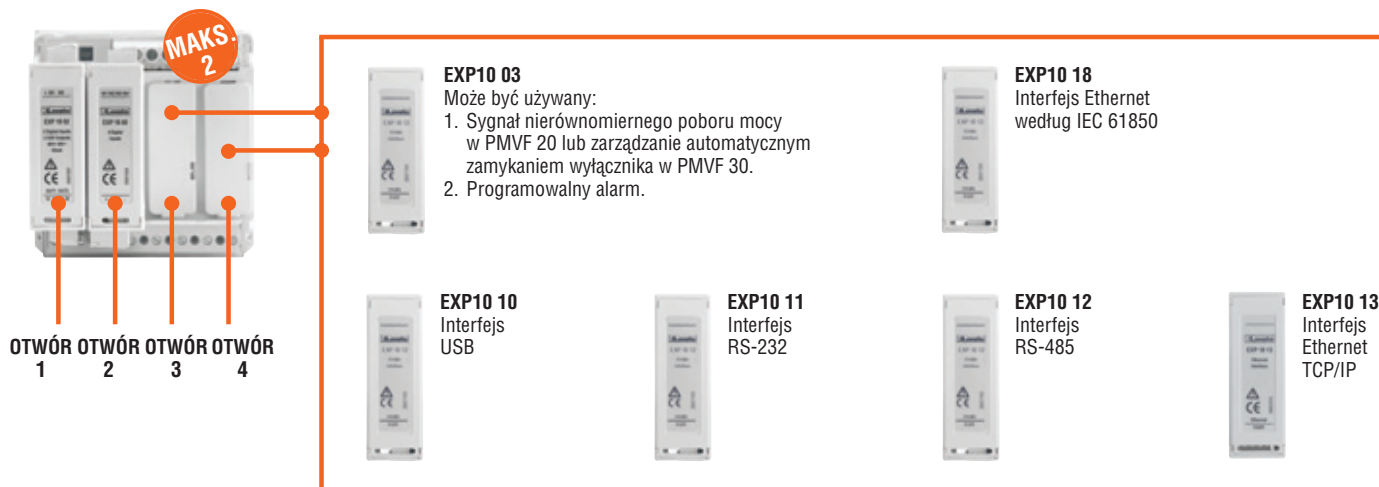 MAKS.
2
EXP10 03
Może być używany:
1. Sygnał nierównomiernego poboru mocy
w PMVF 20 lub zarządzanie automatycznym
zamykaniem wyłącznika w PMVF 30.
2. Programowalny alarm.
EXP10 18
Interfejs Ethernet
według IEC 61850
EXP10 10
Interfejs
USB
EXP10 11
Interfejs
RS-232
EXP10 12
Interfejs
RS-485
EXP10 13
Interfejs
Ethernet
TCP/IP
OTWÓR OTWÓR OTWÓR OTWÓR
1 2 3 4